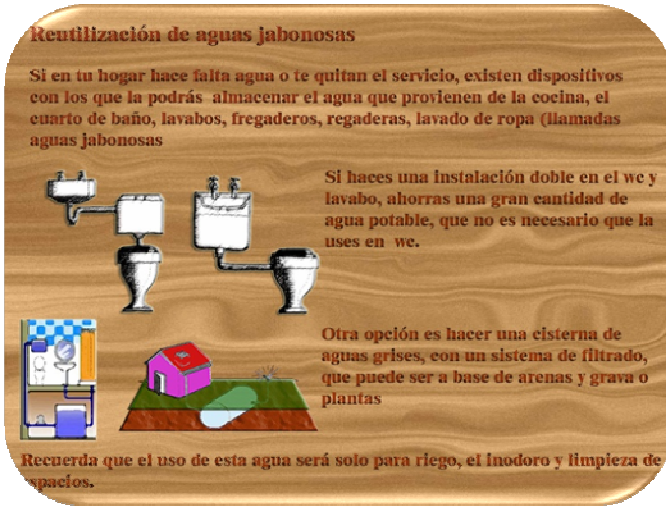 Reutilización de aguas jabonosas
Si en tu hogar hace falta agua o te quitan el servicio, existen dispositivos
con los que la podrás almacenar el agua que provienen de la cocina, el
cuarto de baño, lavabos, fregaderos, regaderas, lavado de ropa (llamadas
aguas jabonosas
Si haces una instalación doble en el wc y
lavabo, ahorras una gran cantidad de
agua potable, que no es necesario que la
uses en wc.
Otra opción es hacer una cisterna de
aguas grises, con un sistema de filtrado,
que puede ser a base de arenas y grava o
plantas
Recuerda que el uso de esta agua será solo para riego, el inodoro y limpieza de
spacios.